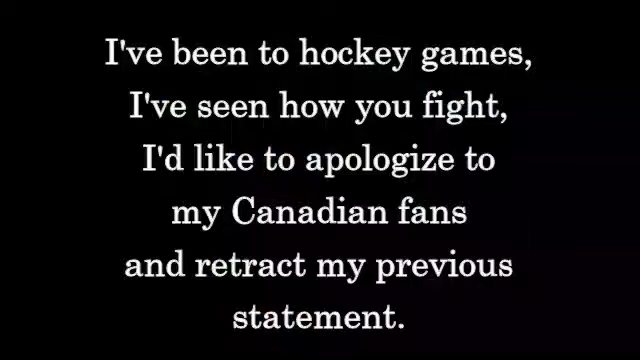 I've been to hockey games,
I've seen how you fight,
I'd like to apologize to
my Canadian fans
and retract my previous
statement.